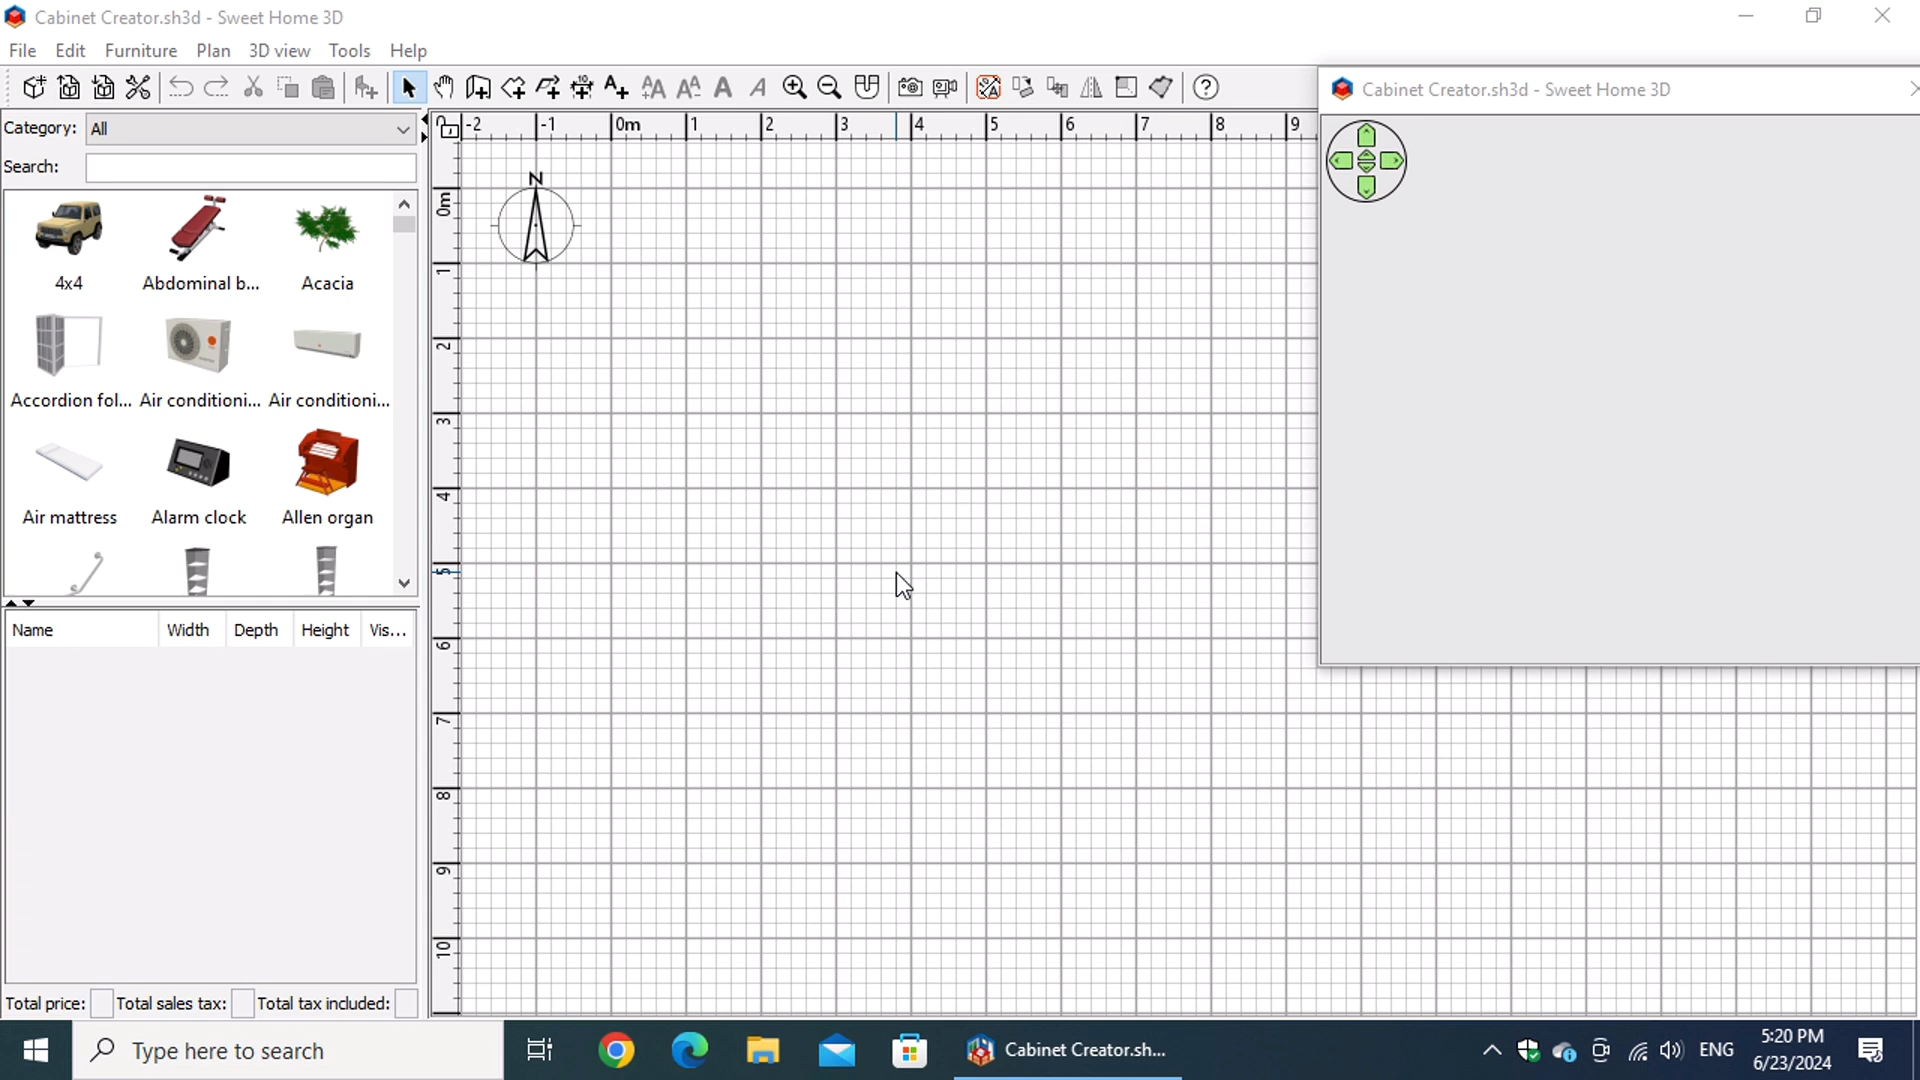 Cabinet Creator.sh3d - Sweet Home 3D
File Edit Furniture Plan 3D view Tools Help
Cabinet Creator.sh3d - Sweet Home 3D
Category: All
Search:
4x4 Abdominal b... Acacia
Accordion fol... Air conditioni... Air conditioni...
Air mattress Alarm clock Allen organ
Name Width Depth Height Vis...
Total price: Total sales tax: Total tax included:
-2 -1 0m 1 2 3 4 5 6 7 8 9
0m
1
2
3
4
5
6
7
8
9
10
N
Type here to search
Cabinet Creator.sh...
ENG
5:20 PM
6/23/2024